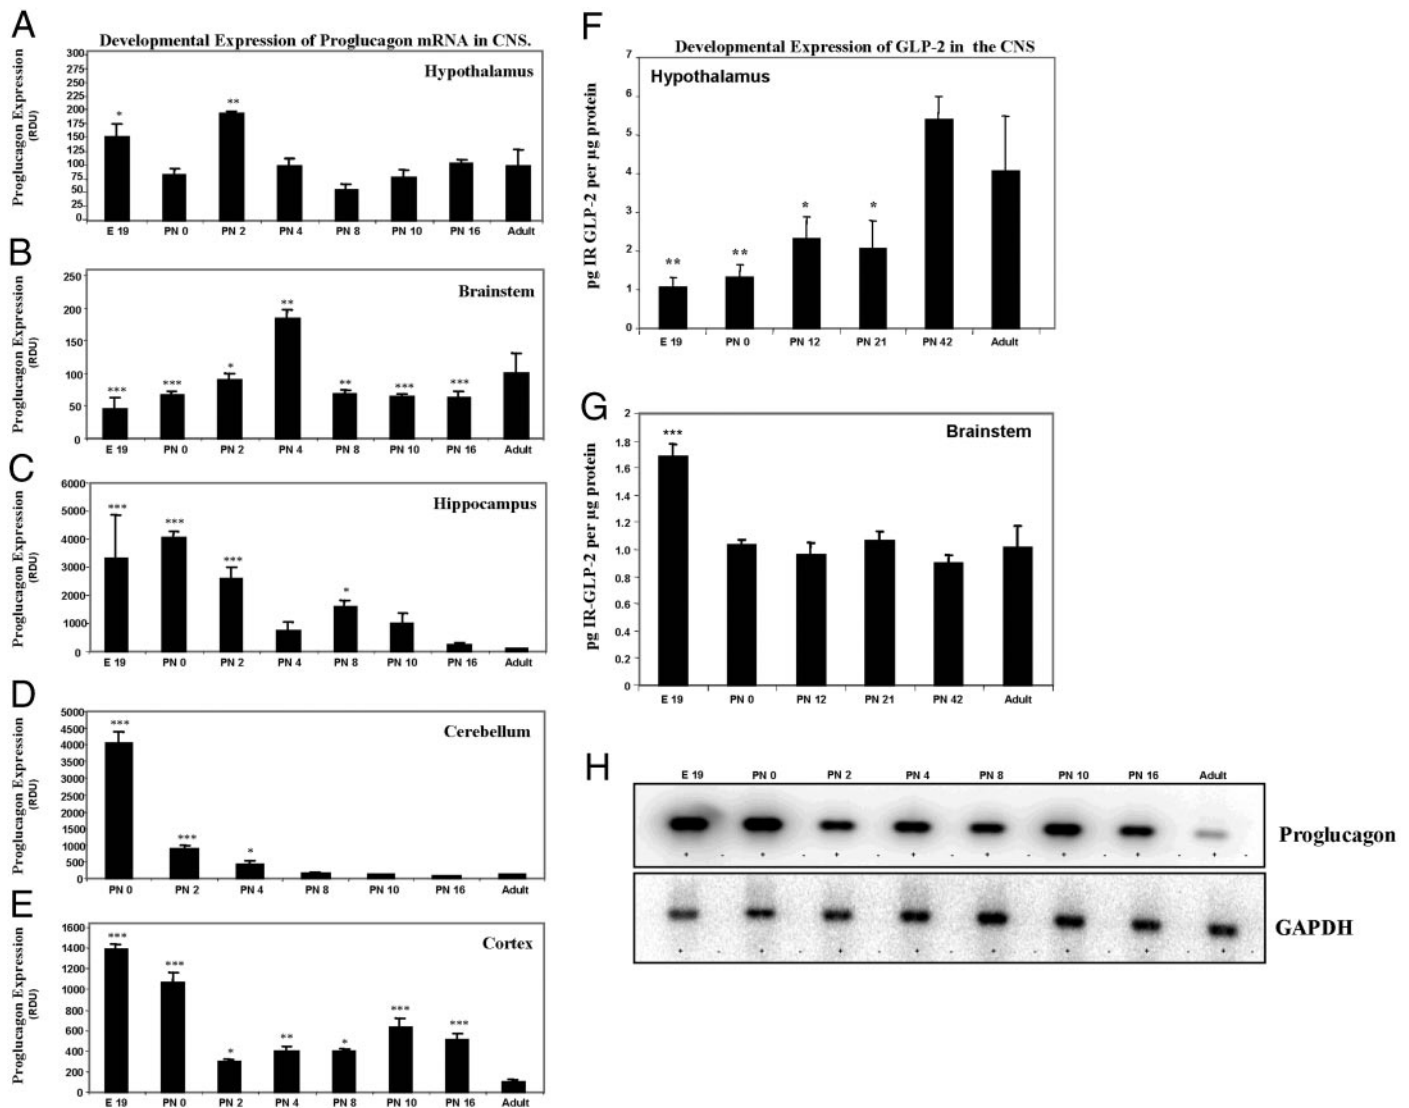 A
Developmental Expression of Proglucagon mRNA in CNS.
Hypothalamus
Proglucagon Expression
(RDU)
300
275
250
225
200
175
150
125
100
75
50
25
0
*
**
E 19 PN 0 PN 2 PN 4 PN 8 PN 10 PN 16 Adult
B
Brainstem
Proglucagon Expression
(RDU)
250
200
150
100
50
0
*** *** * ** ** *** ***
E 19 PN 0 PN 2 PN 4 PN 8 PN 10 PN 16 Adult
C
Hippocampus
Proglucagon Expression
(RDU)
6000
5000
4000
3000
2000
1000
0
*** *** *** *
E 19 PN 0 PN 2 PN 4 PN 8 PN 10 PN 16 Adult
D
Cerebellum
Proglucagon Expression
(RDU)
5000
4500
4000
3500
3000
2500
2000
1500
1000
500
0
*** *** *
PN 0 PN 2 PN 4 PN 8 PN 10 PN 16 Adult
E
Cortex
Proglucagon Expression
(RDU)
1600
1400
1200
1000
800
600
400
200
0
*** *** * ** * *** ***
E 19 PN 0 PN 2 PN 4 PN 8 PN 10 PN 16 Adult
F
Developmental Expression of GLP-2 in the CNS
Hypothalamus
pg IR GLP-2 per µg protein
7
6
5
4
3
2
1
0
** ** * *
E 19 PN 0 PN 12 PN 21 PN 42 Adult
G
Brainstem
pg IR-GLP-2 per µg protein
2
1.8
1.6
1.4
1.2
1.0
0.8
0.6
0.4
0.2
0
***
E 19 PN 0 PN 12 PN 21 PN 42 Adult
H
E 19 PN 0 PN 2 PN 4 PN 8 PN 10 PN 16 Adult
Proglucagon
+ - + - + - + - + - + - + - + -
GAPDH
+ - + - + - + - + - + - + - + -